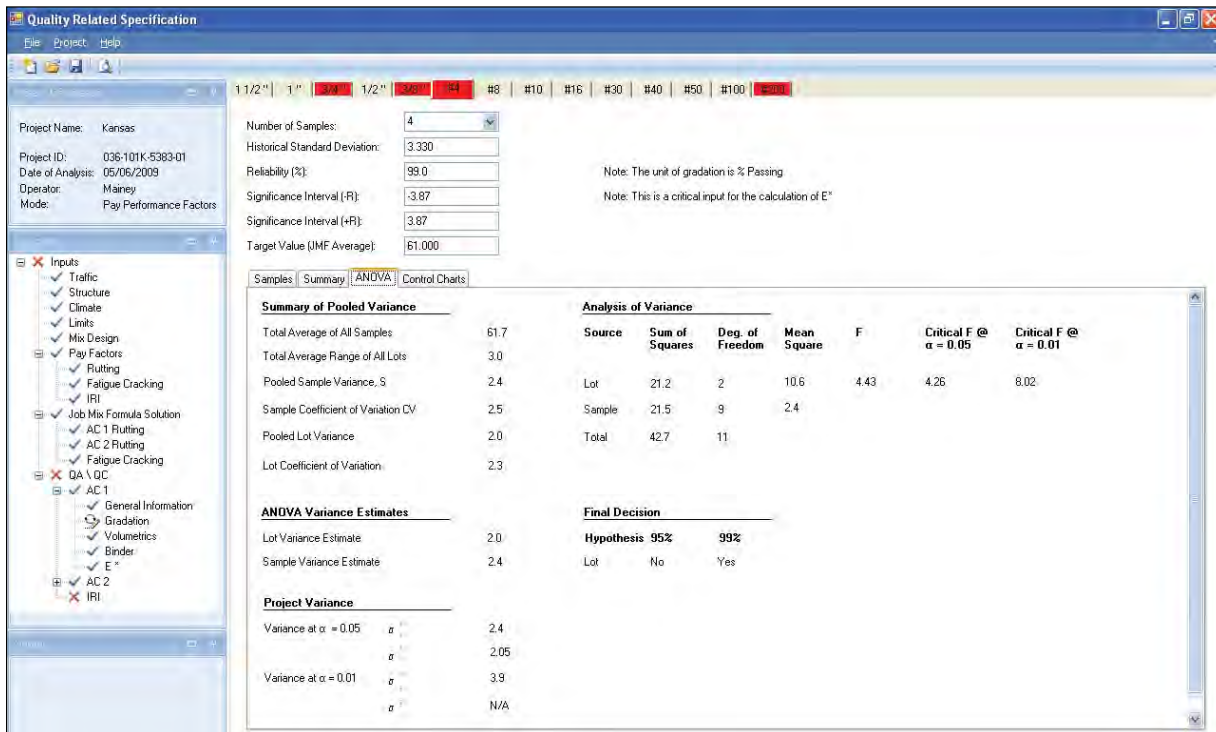 Quality Related Specification
File Project Help
1 1/2" 1" 3/4" 1/2" 3/8" #4 #8 #10 #16 #30 #40 #50 #100 #200
Project Name: Kansas
Project ID: 036-101K-5383-01
Date of Analysis: 05/06/2009
Operator: Mainey
Mode: Pay Performance Factors
Inputs
Traffic
Structure
Climate
Limits
Mix Design
Pay Factors
Rutting
Fatigue Cracking
IRI
Job Mix Formula Solution
AC 1 Rutting
AC 2 Rutting
Fatigue Cracking
QA \ QC
AC 1
General Information
Gradation
Volumetrics
Binder
E*
AC 2
IRI
Number of Samples: 4
Historical Standard Deviation: 3.330
Reliability (%): 99.0 Note: The unit of gradation is % Passing
Significance Interval (-R): -3.87 Note: This is a critical input for the calculation of E*
Significance Interval (+R): 3.87
Target Value (JMF Average): 61.000
Samples Summary ANOVA Control Charts
Summary of Pooled Variance
Total Average of All Samples 61.7
Total Average Range of All Lots 3.0
Pooled Sample Variance, S 2.4
Sample Coefficient of Variation CV 2.5
Pooled Lot Variance 2.0
Lot Coefficient of Variation 2.3
Analysis of Variance
Source Sum of Squares Deg. of Freedom Mean Square F Critical F @ α = 0.05 Critical F @ α = 0.01
Lot 21.2 2 10.6 4.43 4.26 8.02
Sample 21.5 9 2.4
Total 42.7 11
ANOVA Variance Estimates
Lot Variance Estimate 2.0
Sample Variance Estimate 2.4
Final Decision
Hypothesis 95% 99%
Lot No Yes
Project Variance
Variance at α = 0.05 σ 2.4
σ 2.05
Variance at α = 0.01 σ 3.9
σ N/A